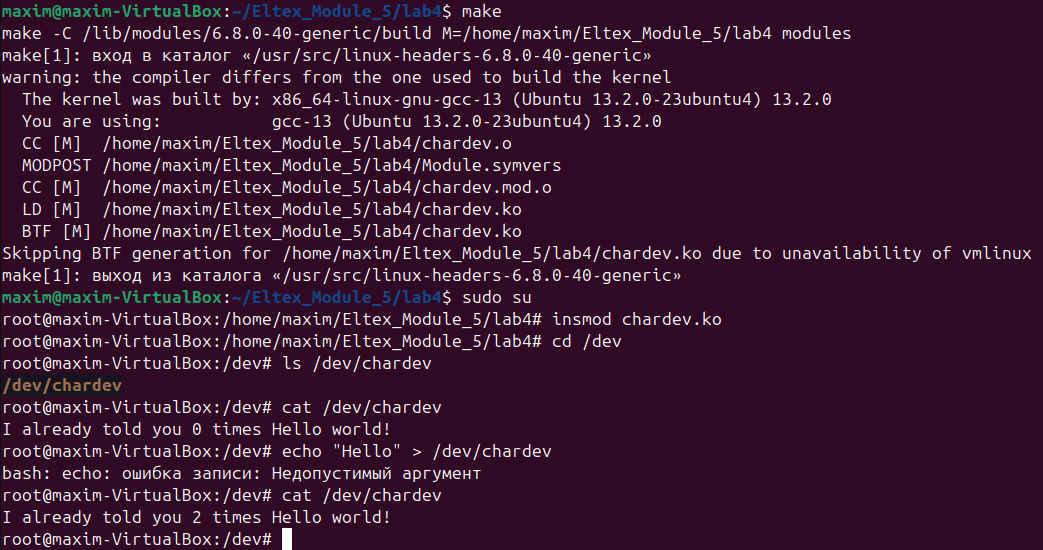 maxim@maxim-VirtualBox:~/Eltex_Module_5/lab4$ make
make -C /lib/modules/6.8.0-40-generic/build M=/home/maxim/Eltex_Module_5/lab4 modules
make[1]: вход в каталог «/usr/src/linux-headers-6.8.0-40-generic»
warning: the compiler differs from the one used to build the kernel
  The kernel was built by: x86_64-linux-gnu-gcc-13 (Ubuntu 13.2.0-23ubuntu4) 13.2.0
  You are using:           gcc-13 (Ubuntu 13.2.0-23ubuntu4) 13.2.0
  CC [M]  /home/maxim/Eltex_Module_5/lab4/chardev.o
  MODPOST /home/maxim/Eltex_Module_5/lab4/Module.symvers
  CC [M]  /home/maxim/Eltex_Module_5/lab4/chardev.mod.o
  LD [M]  /home/maxim/Eltex_Module_5/lab4/chardev.ko
  BTF [M] /home/maxim/Eltex_Module_5/lab4/chardev.ko
Skipping BTF generation for /home/maxim/Eltex_Module_5/lab4/chardev.ko due to unavailability of vmlinux
make[1]: выход из каталога «/usr/src/linux-headers-6.8.0-40-generic»
maxim@maxim-VirtualBox:~/Eltex_Module_5/lab4$ sudo su
root@maxim-VirtualBox:/home/maxim/Eltex_Module_5/lab4# insmod chardev.ko
root@maxim-VirtualBox:/home/maxim/Eltex_Module_5/lab4# cd /dev
root@maxim-VirtualBox:/dev# ls /dev/chardev
/dev/chardev
root@maxim-VirtualBox:/dev# cat /dev/chardev
I already told you 0 times Hello world!
root@maxim-VirtualBox:/dev# echo "Hello" > /dev/chardev
bash: echo: ошибка записи: Недопустимый аргумент
root@maxim-VirtualBox:/dev# cat /dev/chardev
I already told you 2 times Hello world!
root@maxim-VirtualBox:/dev#